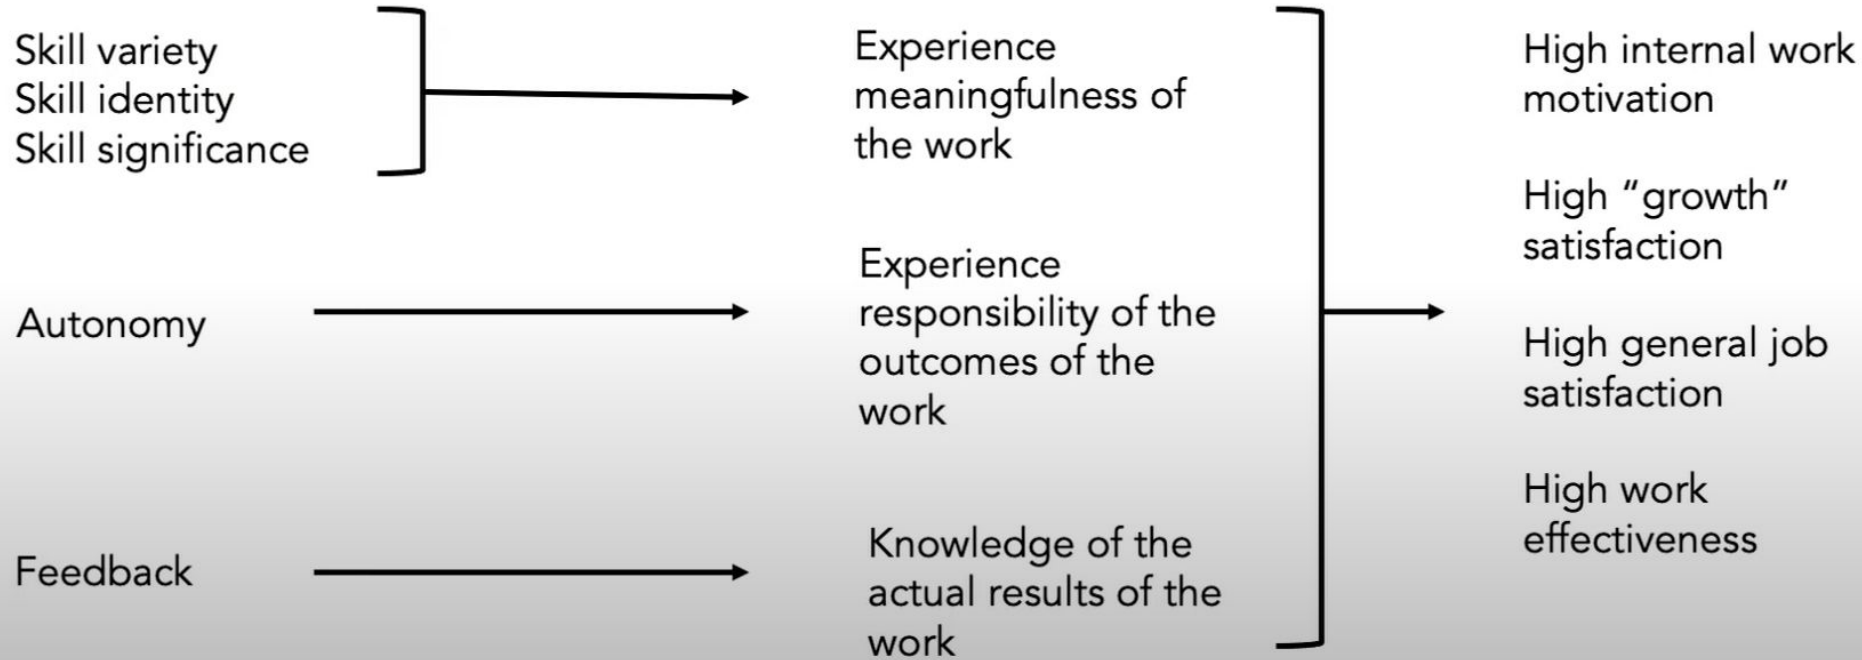 Skill variety
Skill identity
Skill significance
Autonomy
Feedback
Experience
meaningfulness of
the work
Experience
responsibility of the
outcomes of the
work
Knowledge of the
actual results of the
work
High internal work
motivation
High “growth”
satisfaction
High general job
satisfaction
High work
effectiveness